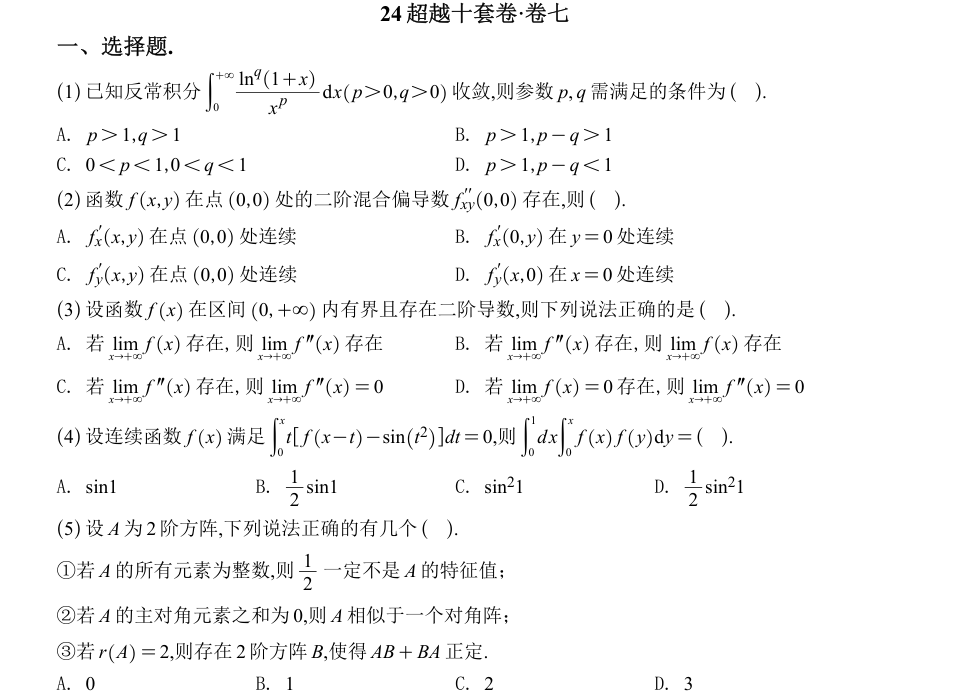 24超越十套卷·卷七
一、选择题.
(1) 已知反常积分 ∫₀^{+∞} ln^q(1+x)/x^p dx(p>0,q>0) 收敛,则参数 p,q 需满足的条件为 (   ).
A. p>1,q>1    B. p>1,p−q>1
C. 0<p<1,0<q<1    D. p>1,p−q<1
(2) 函数 f(x,y) 在点 (0,0) 处的二阶混合偏导数 f''_{xy}(0,0) 存在,则 (   ).
A. f'_x(x,y) 在点 (0,0) 处连续    B. f'_x(0,y) 在 y=0 处连续
C. f'_y(x,y) 在点 (0,0) 处连续    D. f'_y(x,0) 在 x=0 处连续
(3) 设函数 f(x) 在区间 (0,+∞) 内有界且存在二阶导数,则下列说法正确的是 (   ).
A. 若 lim_{x→+∞} f(x) 存在, 则 lim_{x→+∞} f″(x) 存在    B. 若 lim_{x→+∞} f″(x) 存在, 则 lim_{x→+∞} f(x) 存在
C. 若 lim_{x→+∞} f″(x) 存在, 则 lim_{x→+∞} f″(x)=0    D. 若 lim_{x→+∞} f(x)=0 存在, 则 lim_{x→+∞} f″(x)=0
(4) 设连续函数 f(x) 满足 ∫₀^x t[f(x−t)−sin(t²)]dt=0,则 ∫₀^1 dx∫₀^x f(x)f(y)dy= (   ).
A. sin1    B. 1/2 sin1    C. sin²1    D. 1/2 sin²1
(5) 设 A 为 2 阶方阵,下列说法正确的有几个 (   ).
①若 A 的所有元素为整数,则 1/2 一定不是 A 的特征值;
②若 A 的主对角元素之和为 0,则 A 相似于一个对角阵;
③若 r(A)=2,则存在 2 阶方阵 B,使得 AB+BA 正定.
A. 0    B. 1    C. 2    D. 3